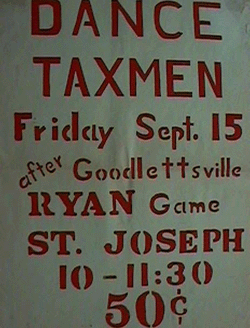 DANCE
TAXMEN
Friday Sept. 15
after Goodlettsville
RYAN Game
ST. JOSEPH
10-11:30
50¢